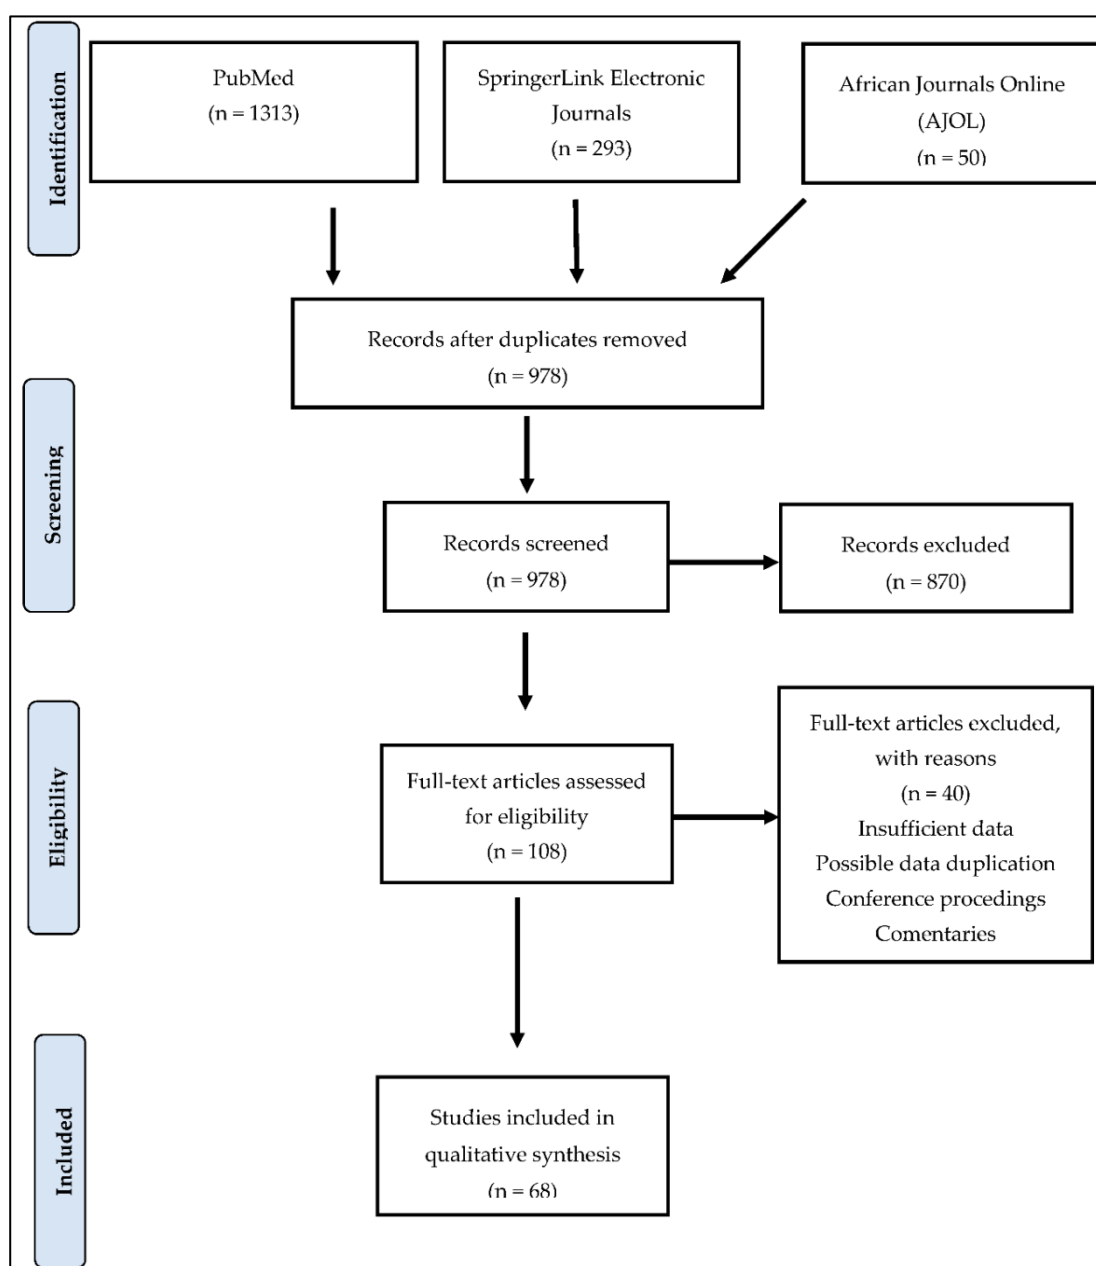 Identification
PubMed
(n = 1313)
SpringerLink Electronic
Journals
(n = 293)
African Journals Online
(AJOL)
(n = 50)
Records after duplicates removed
(n = 978)
Screening
Records screened
(n = 978)
Records excluded
(n = 870)
Eligibility
Full-text articles assessed
for eligibility
(n = 108)
Full-text articles excluded,
with reasons
(n = 40)
Insufficient data
Possible data duplication
Conference procedings
Comentaries
Included
Studies included in
qualitative synthesis
(n = 68)